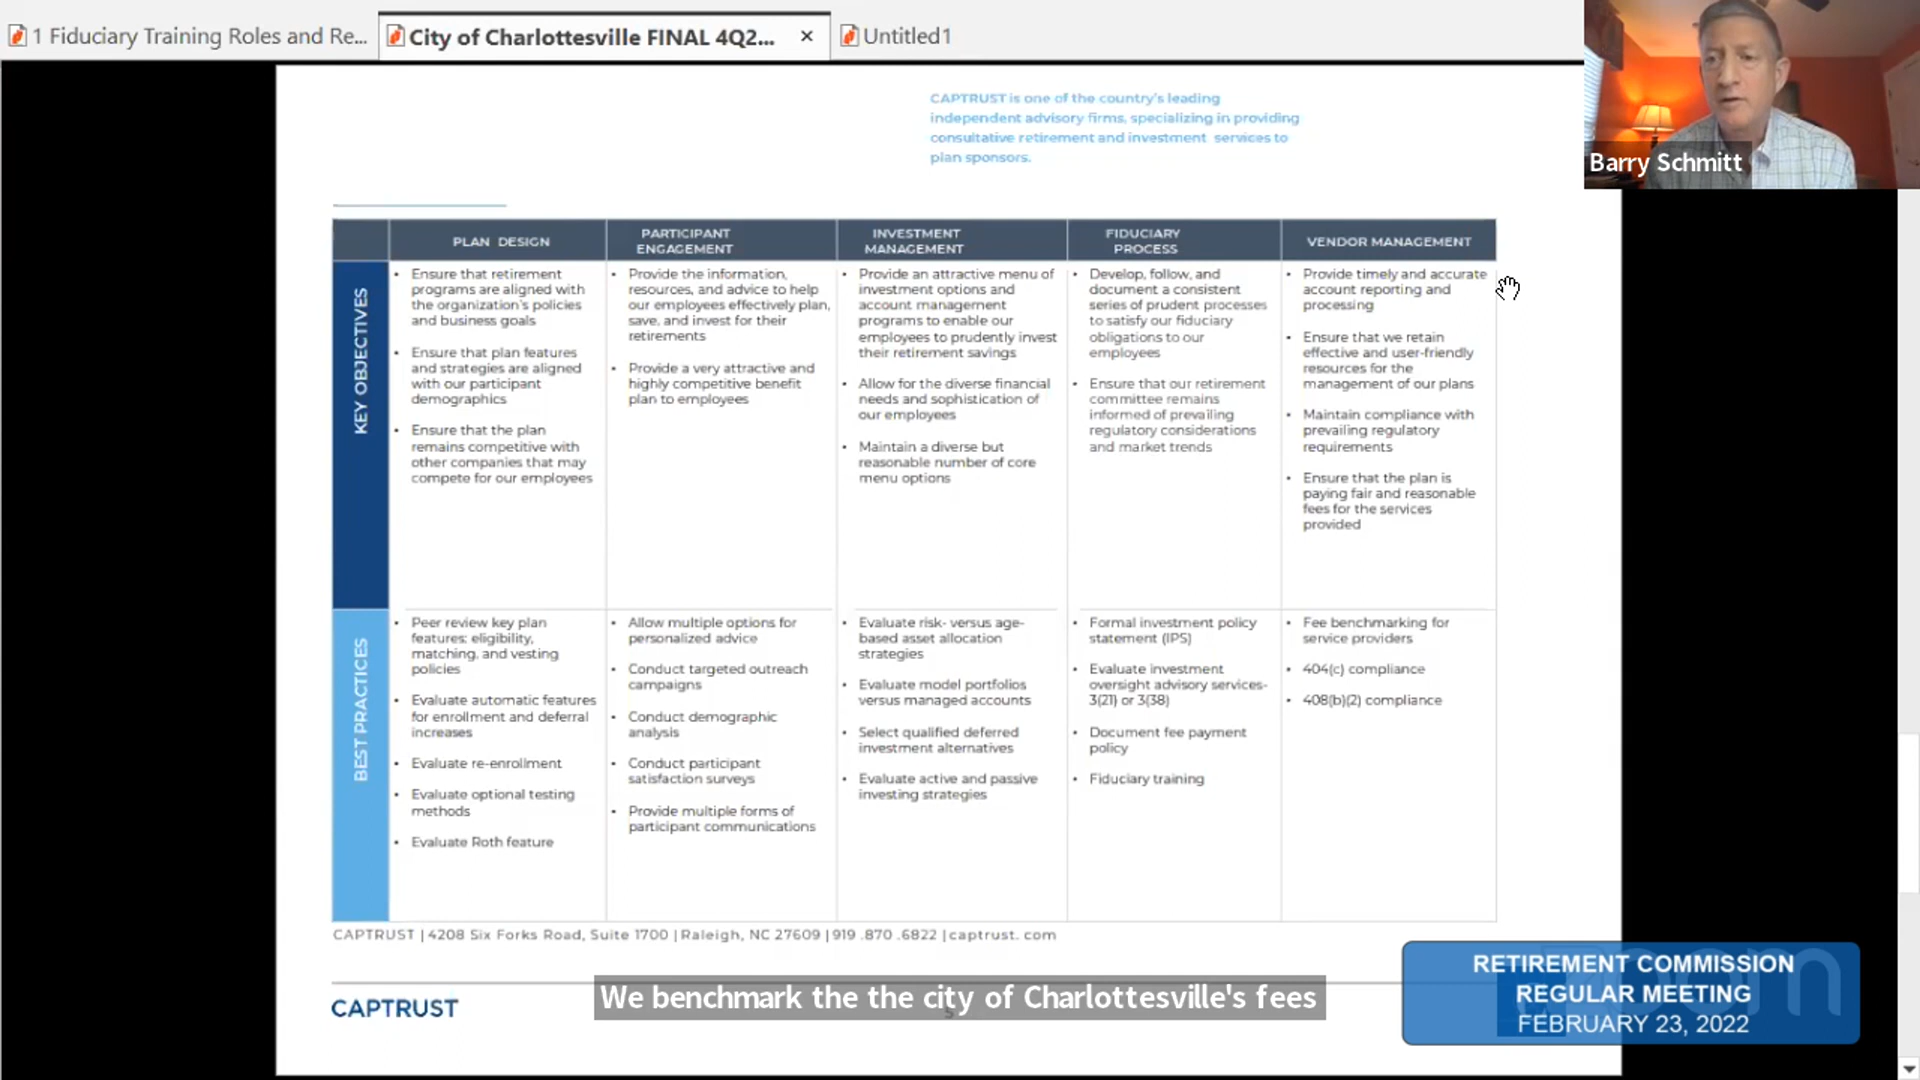 1 Fiduciary Training Roles and Re...
City of Charlottesville FINAL 4Q2...
Untitled1
CAPTRUST is one of the country's leading
independent advisory firms, specializing in providing
consultative retirement and investment services to
plan sponsors.
Barry Schmitt
PLAN DESIGN
PARTICIPANT
ENGAGEMENT
INVESTMENT
MANAGEMENT
FIDUCIARY
PROCESS
VENDOR MANAGEMENT
KEY OBJECTIVES
• Ensure that retirement
programs are aligned with
the organization's policies
and business goals
• Ensure that plan features
and strategies are aligned
with our participant
demographics
• Ensure that the plan
remains competitive with
other companies that may
compete for our employees
• Provide the information,
resources, and advice to help
our employees effectively plan,
save, and invest for their
retirements
• Provide a very attractive and
highly competitive benefit
plan to employees
• Provide an attractive menu of
investment options and
account management
programs to enable our
employees to prudently invest
their retirement savings
• Allow for the diverse financial
needs and sophistication of
our employees
• Maintain a diverse but
reasonable number of core
menu options
• Develop, follow, and
document a consistent
series of prudent processes
to satisfy our fiduciary
obligations to our
employees
• Ensure that our retirement
committee remains
informed of prevailing
regulatory considerations
and market trends
• Provide timely and accurate
account reporting and
processing
• Ensure that we retain
effective and user-friendly
resources for the
management of our plans
• Maintain compliance with
prevailing regulatory
requirements
• Ensure that the plan is
paying fair and reasonable
fees for the services
provided
BEST PRACTICES
• Peer review key plan
features: eligibility,
matching, and vesting
policies
• Evaluate automatic features
for enrollment and deferral
increases
• Evaluate re-enrollment
• Evaluate optional testing
methods
• Evaluate Roth feature
• Allow multiple options for
personalized advice
• Conduct targeted outreach
campaigns
• Conduct demographic
analysis
• Conduct participant
satisfaction surveys
• Provide multiple forms of
participant communications
• Evaluate risk- versus age-
based asset allocation
strategies
• Evaluate model portfolios
versus managed accounts
• Select qualified deferred
investment alternatives
• Evaluate active and passive
investing strategies
• Formal investment policy
statement (IPS)
• Evaluate investment
oversight advisory services-
3(21) or 3(38)
• Document fee payment
policy
• Fiduciary training
• Fee benchmarking for
service providers
• 404(c) compliance
• 408(b)(2) compliance
CAPTRUST | 4208 Six Forks Road, Suite 1700 | Raleigh, NC 27609 | 919 .870 .6822 | captrust. com
CAPTRUST
We benchmark the the city of Charlottesville's fees
RETIREMENT COMMISSION
REGULAR MEETING
FEBRUARY 23, 2022